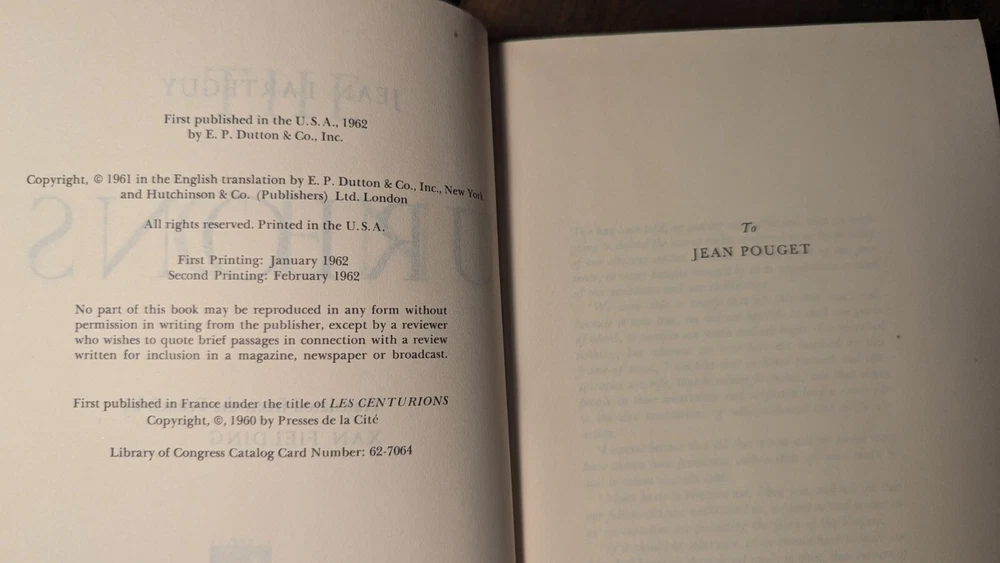 First published in the U. S. A., 1962
by E. P. Dutton & Co., Inc.
Copyright, © 1961 in the English translation by E. P. Dutton & Co., Inc., New York
and Hutchinson & Co. (Publishers) Ltd. London
All rights reserved. Printed in the U. S. A.
First Printing: January 1962
Second Printing: February 1962
No part of this book may be reproduced in any form without
permission in writing from the publisher, except by a reviewer
who wishes to quote brief passages in connection with a review
written for inclusion in a magazine, newspaper or broadcast.
First published in France under the title of LES CENTURIONS
Copyright, ©, 1960 by Presses de la Cité
Library of Congress Catalog Card Number: 62-7064
To
JEAN POUGET